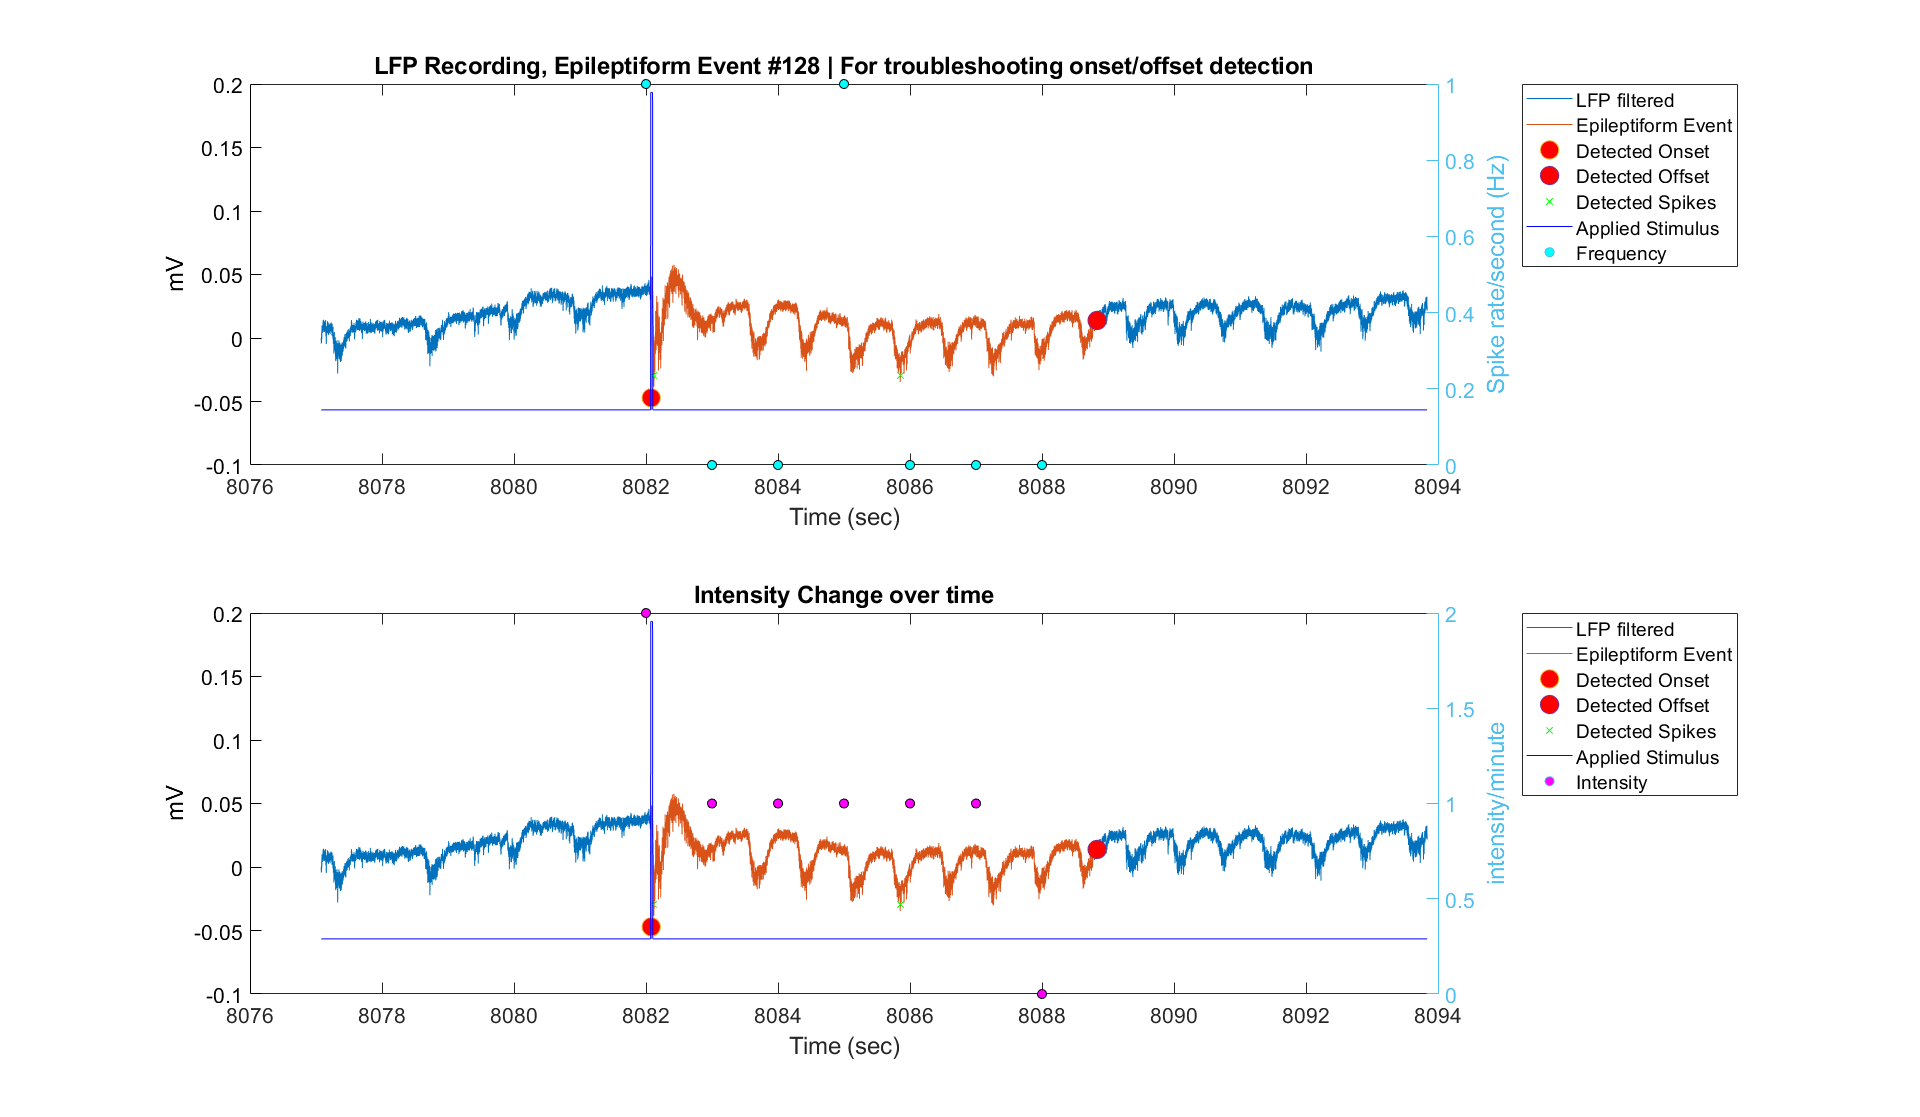 LFP Recording, Epileptiform Event #128 | For troubleshooting onset/offset detection
0.2
0.15
0.1
0.05
0
-0.05
-0.1
mV
8076 8078 8080 8082 8084 8086 8088 8090 8092 8094
Time (sec)
1
0.8
0.6
0.4
0.2
0
Spike rate/second (Hz)
LFP filtered
Epileptiform Event
Detected Onset
Detected Offset
Detected Spikes
Applied Stimulus
Frequency
Intensity Change over time
0.2
0.15
0.1
0.05
0
-0.05
-0.1
mV
8076 8078 8080 8082 8084 8086 8088 8090 8092 8094
Time (sec)
2
1.5
1
0.5
0
intensity/minute
LFP filtered
Epileptiform Event
Detected Onset
Detected Offset
Detected Spikes
Applied Stimulus
Intensity